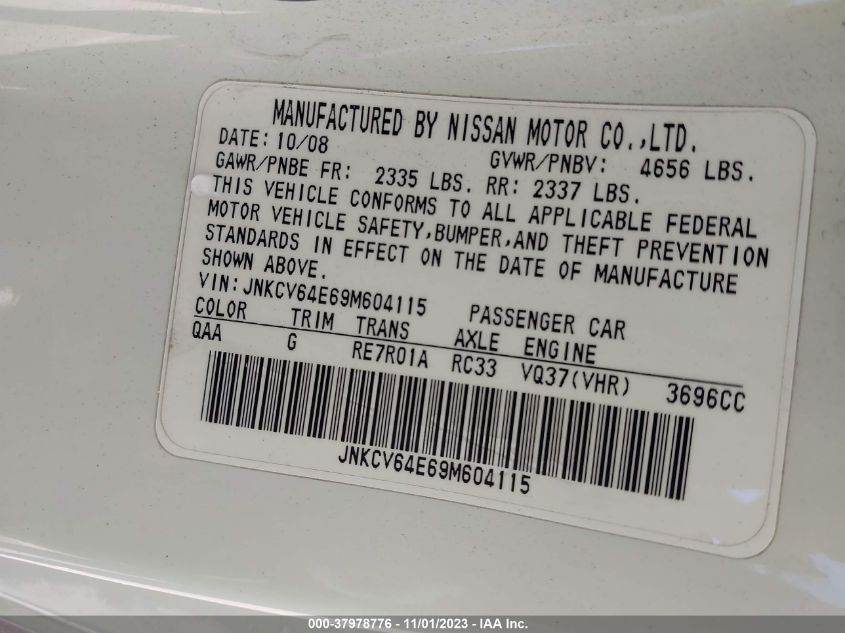 MANUFACTURED BY NISSAN MOTOR CO.,LTD.
DATE: 10/08 GVWR/PNBV: 4656 LBS.
GAWR/PNBE FR: 2335 LBS. RR: 2337 LBS.
THIS VEHICLE CONFORMS TO ALL APPLICABLE FEDERAL
MOTOR VEHICLE SAFETY,BUMPER,AND THEFT PREVENTION
STANDARDS IN EFFECT ON THE DATE OF MANUFACTURE
SHOWN ABOVE.
VIN:JNKCV64E69M604115 PASSENGER CAR
COLOR TRIM TRANS AXLE ENGINE
QAA G RE7R01A RC33 VQ37(VHR) 3696CC
JNKCV64E69M604115
000-37978776 - 11/01/2023 - IAA Inc.